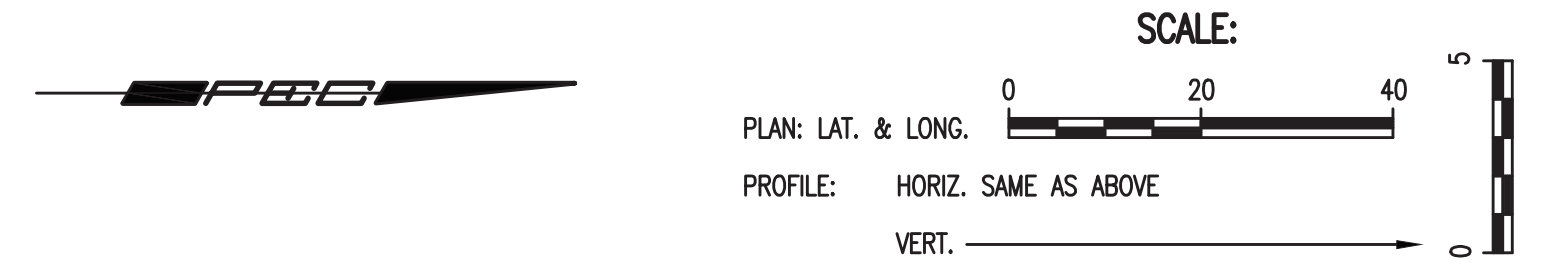 PEC
SCALE:
0 20 40
PLAN: LAT. & LONG.
PROFILE: HORIZ. SAME AS ABOVE
VERT.
5
0